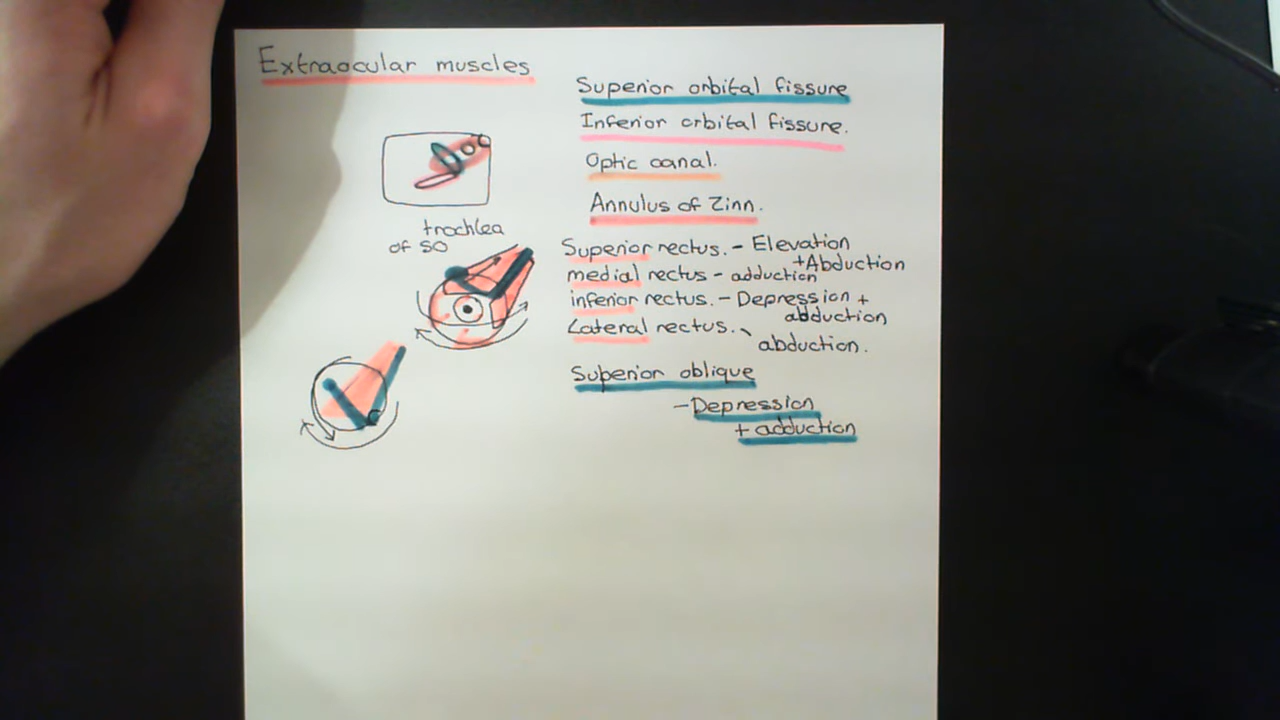 Extraocular muscles
Superior orbital fissure
Inferior orbital fissure.
Optic canal.
Annulus of Zinn.
trochlea
of SO
Superior rectus. - Elevation
+Abduction
medial rectus - adduction
inferior rectus. - Depression +
abduction
Lateral rectus.
abduction.
Superior oblique
- Depression
+ adduction